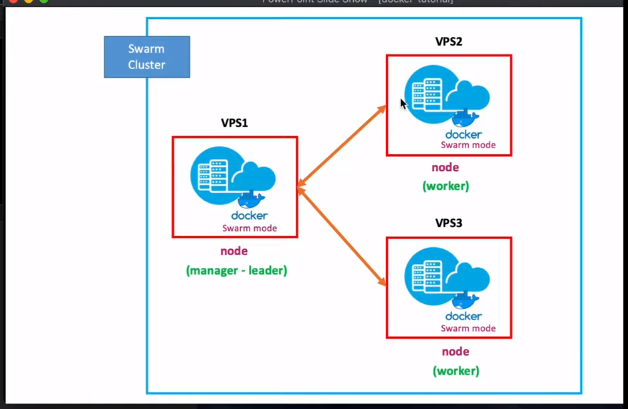 PowerPoint Slide Show - [docker-tutorial]
Swarm
Cluster
VPS1
docker
Swarm mode
node
(manager - leader)
VPS2
docker
Swarm mode
node
(worker)
VPS3
docker
Swarm mode
node
(worker)